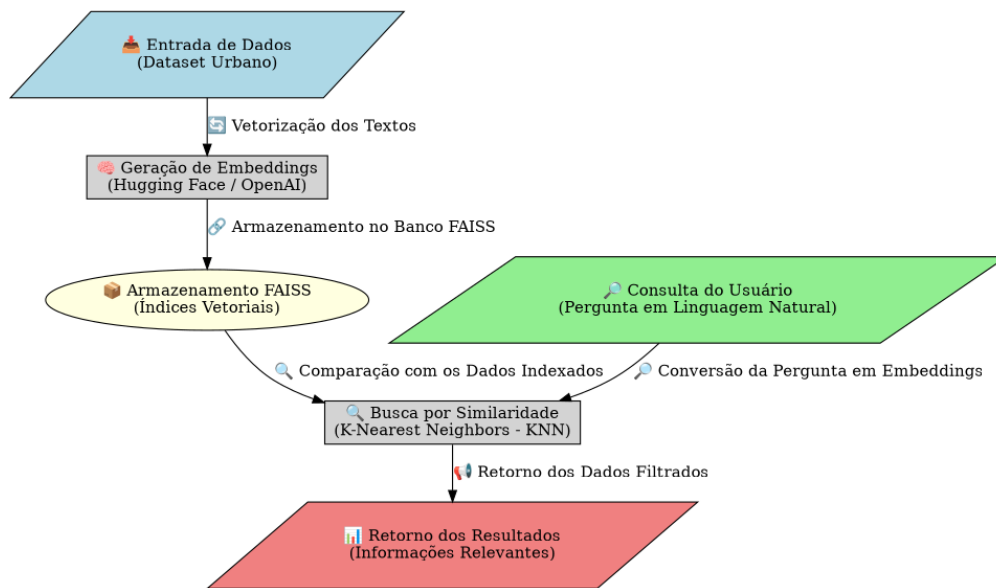 📥 Entrada de Dados
(Dataset Urbano)
🔄 Vetorização dos Textos
🧠 Geração de Embeddings
(Hugging Face / OpenAI)
🔗 Armazenamento no Banco FAISS
📦 Armazenamento FAISS
(Índices Vetoriais)
🔎 Consulta do Usuário
(Pergunta em Linguagem Natural)
🔍 Comparação com os Dados Indexados
🔎 Conversão da Pergunta em Embeddings
🔍 Busca por Similaridade
(K-Nearest Neighbors - KNN)
📢 Retorno dos Dados Filtrados
📊 Retorno dos Resultados
(Informações Relevantes)